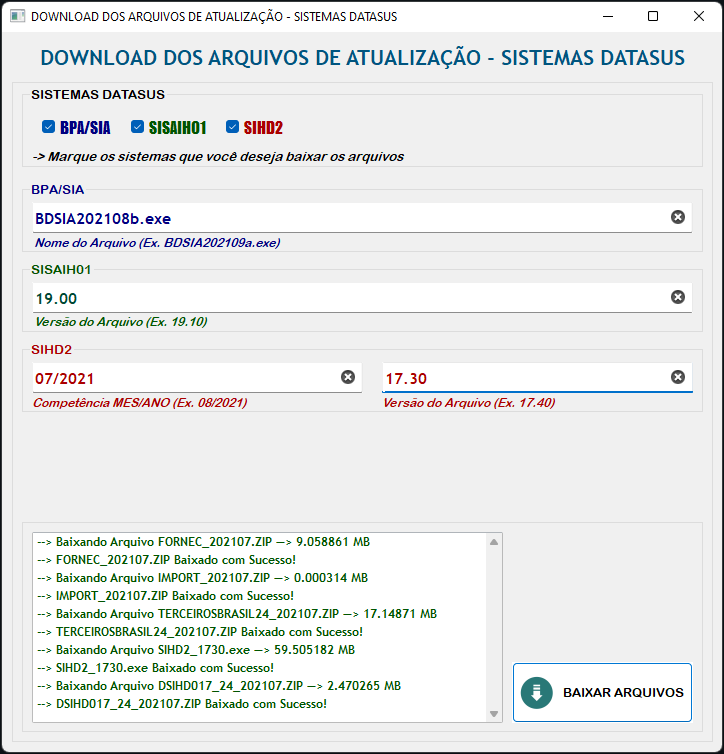 DOWNLOAD DOS ARQUIVOS DE ATUALIZAÇÃO - SISTEMAS DATASUS
DOWNLOAD DOS ARQUIVOS DE ATUALIZAÇÃO - SISTEMAS DATASUS
SISTEMAS DATASUS
BPA/SIA SISAIH01 SIHD2
-> Marque os sistemas que você deseja baixar os arquivos
BPA/SIA
BDSIA202108b.exe
Nome do Arquivo (Ex. BDSIA202109a.exe)
SISAIH01
19.00
Versão do Arquivo (Ex. 19.10)
SIHD2
07/2021 17.30
Competência MES/ANO (Ex. 08/2021) Versão do Arquivo (Ex. 17.40)
--> Baixando Arquivo FORNEC_202107.ZIP —> 9.058861 MB
--> FORNEC_202107.ZIP Baixado com Sucesso!
--> Baixando Arquivo IMPORT_202107.ZIP —> 0.000314 MB
--> IMPORT_202107.ZIP Baixado com Sucesso!
--> Baixando Arquivo TERCEIROSBRASIL24_202107.ZIP —> 17.14871 MB
--> TERCEIROSBRASIL24_202107.ZIP Baixado com Sucesso!
--> Baixando Arquivo SIHD2_1730.exe —> 59.505182 MB
--> SIHD2_1730.exe Baixado com Sucesso!
--> Baixando Arquivo DSIHD017_24_202107.ZIP —> 2.470265 MB
--> DSIHD017_24_202107.ZIP Baixado com Sucesso!
BAIXAR ARQUIVOS